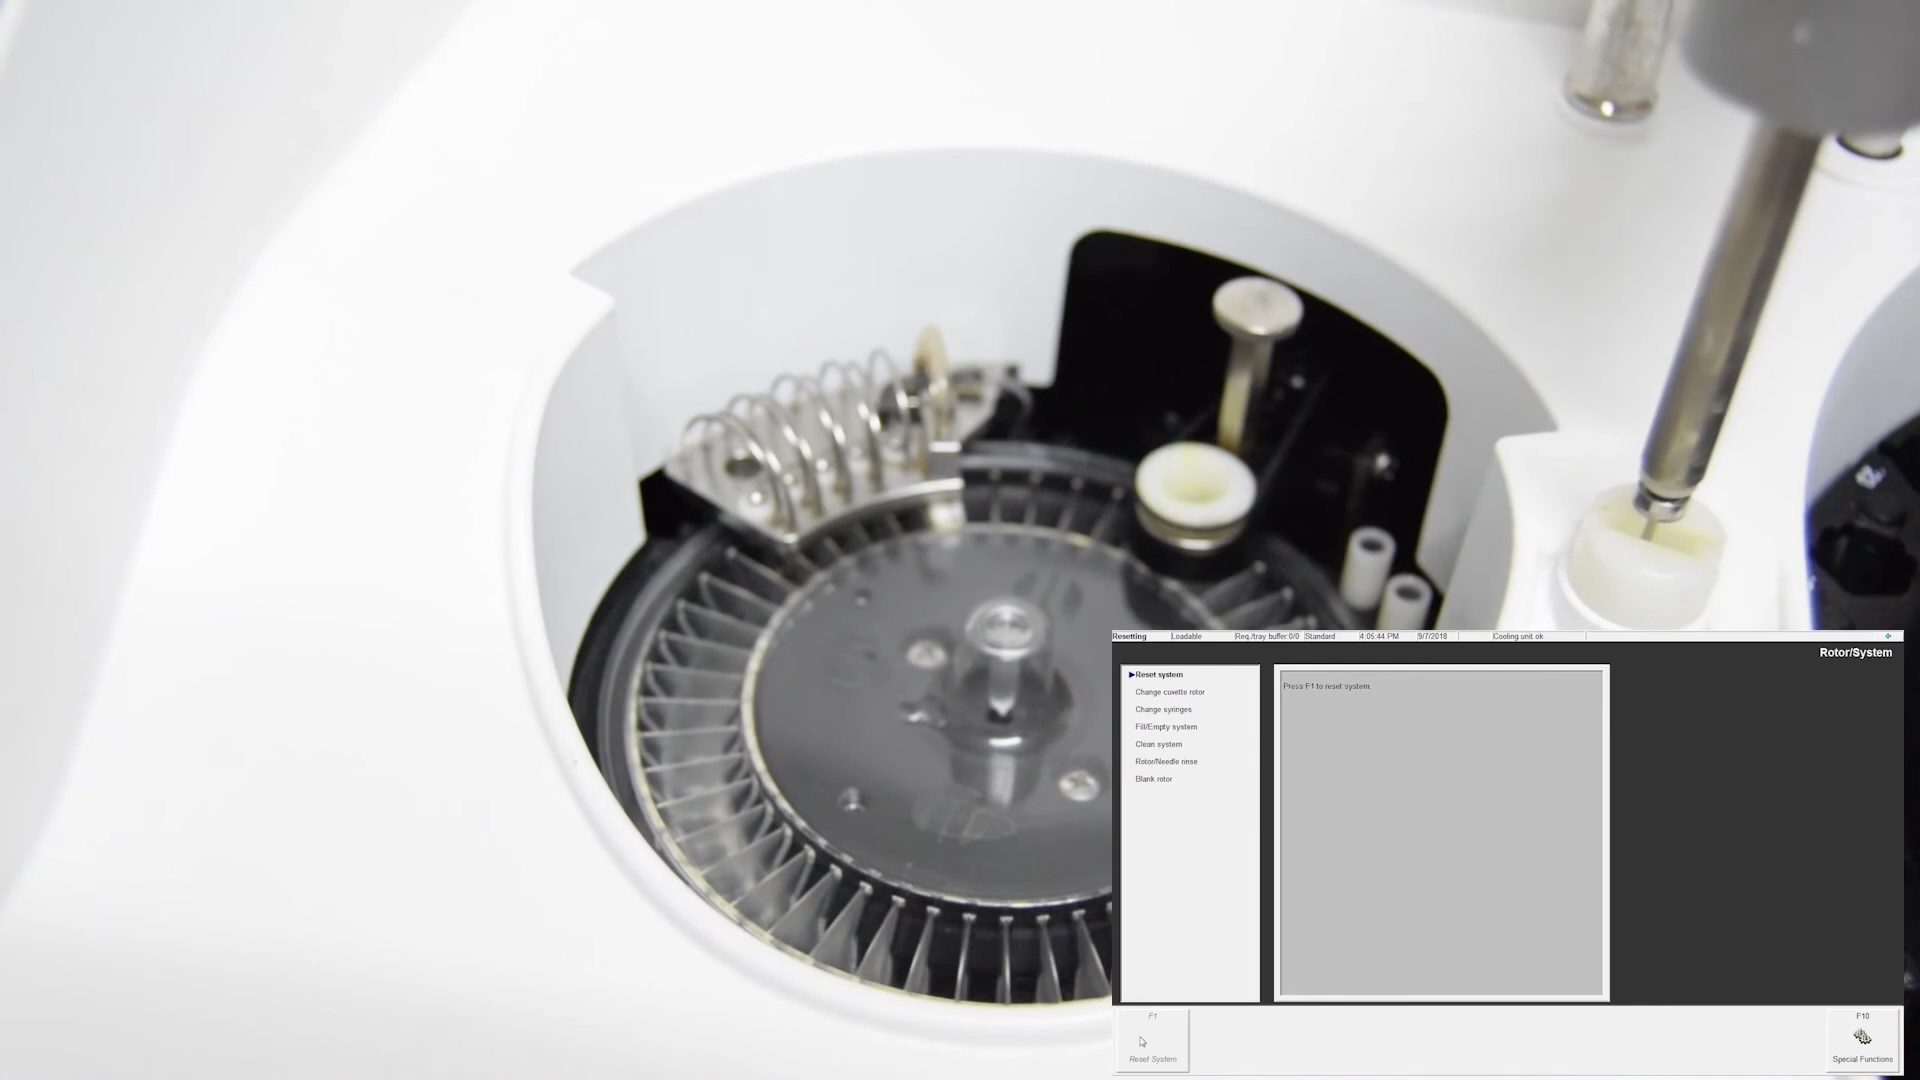 Resetting Loadable Req./tray buffer:0/0 Standard 4:05:44 PM 9/7/2018 Cooling unit ok
Rotor/System
Reset system
Change cuvette rotor
Change syringes
Fill/Empty system
Clean system
Rotor/Needle rinse
Blank rotor
Press F1 to reset system.
F1
Reset System
F10
Special Functions